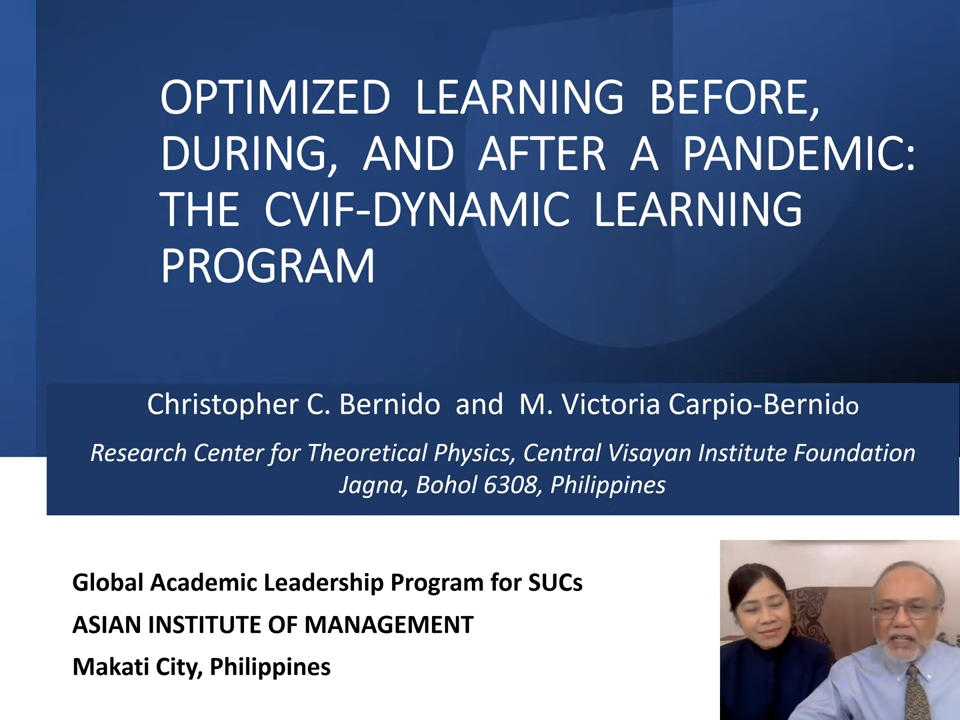 OPTIMIZED LEARNING BEFORE,
DURING, AND AFTER A PANDEMIC:
THE CVIF-DYNAMIC LEARNING
PROGRAM
Christopher C. Bernido and M. Victoria Carpio-Bernido
Research Center for Theoretical Physics, Central Visayan Institute Foundation
Jagna, Bohol 6308, Philippines
Global Academic Leadership Program for SUCs
ASIAN INSTITUTE OF MANAGEMENT
Makati City, Philippines